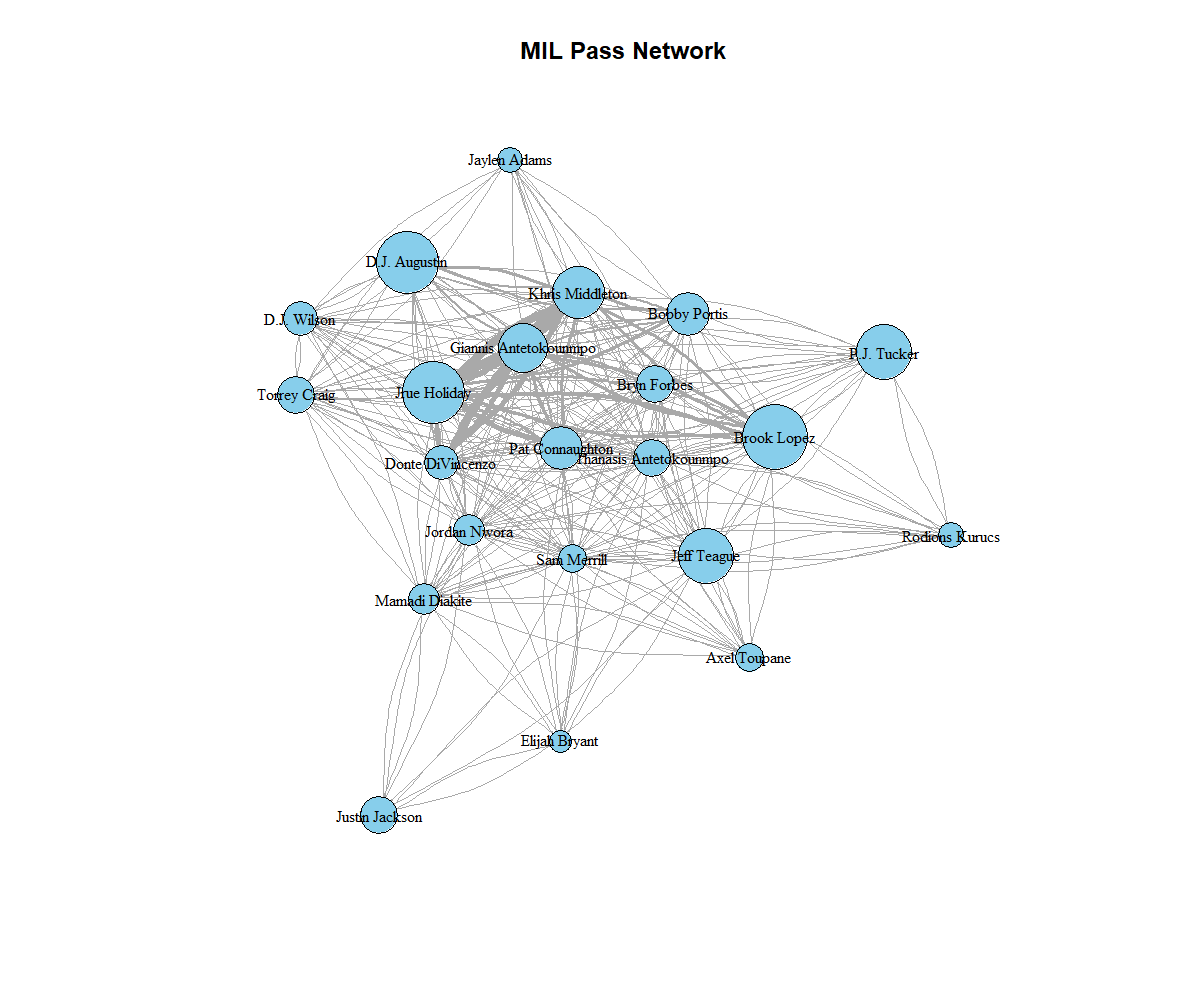 MIL Pass Network
Jaylen Adams
D.J. Augustin
Khris Middleton
Bobby Portis
D.J. Wilson
Giannis Antetokounmpo
P.J. Tucker
Bryn Forbes
Torrey Craig
Jrue Holiday
Brook Lopez
Pat Connaughton
Thanasis Antetokounmpo
Donte DiVincenzo
Jordan Nwora
Rodions Kurucs
Sam Merrill
Jeff Teague
Mamadi Diakite
Axel Toupane
Elijah Bryant
Justin Jackson